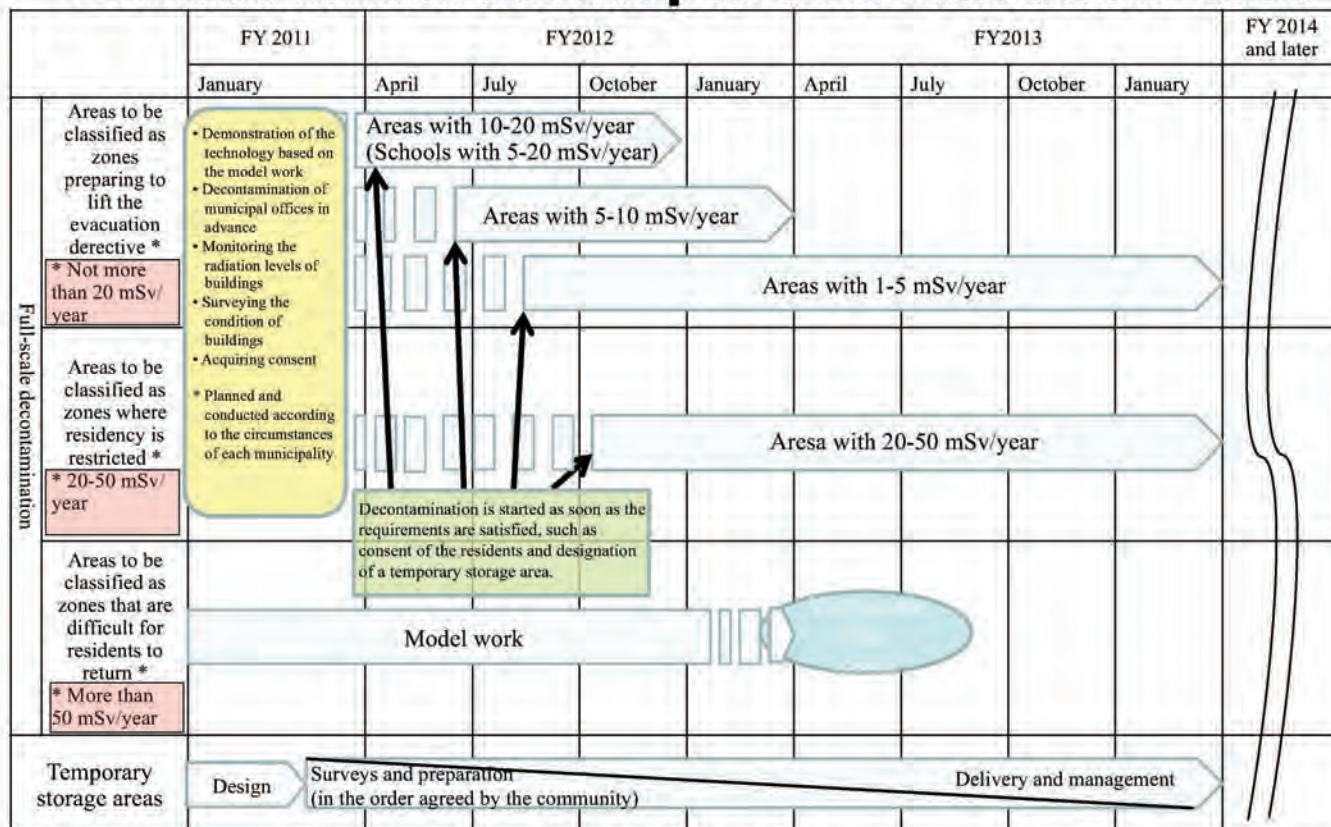 FY 2011
FY2012
FY2013
FY 2014
and later
January
April
July
October
January
April
July
October
January
Full-scale decontamination
Areas to be
classified as
zones
preparing to
lift the
evacuation
derective *
* Not more
than 20 mSv/
year
• Demonstration of the
technology based on
the model work
• Decontamination of
municipal offices in
advance
• Monitoring the
radiation levels of
buildings
• Surveying the
condition of
buildings
• Acquiring consent
* Planned and
conducted according
to the circumstances
of each municipality
Areas with 10-20 mSv/year
(Schools with 5-20 mSv/year)
Areas with 5-10 mSv/year
Areas with 1-5 mSv/year
Areas to be
classified as
zones where
residency is
restricted *
* 20-50 mSv/
year
Aresa with 20-50 mSv/year
Decontamination is started as soon as the
requirements are satisfied, such as
consent of the residents and designation
of a temporary storage area.
Areas to be
classified as
zones that are
difficult for
residents to
return *
* More than
50 mSv/year
Model work
Temporary
storage areas
Design
Surveys and preparation
(in the order agreed by the community)
Delivery and management